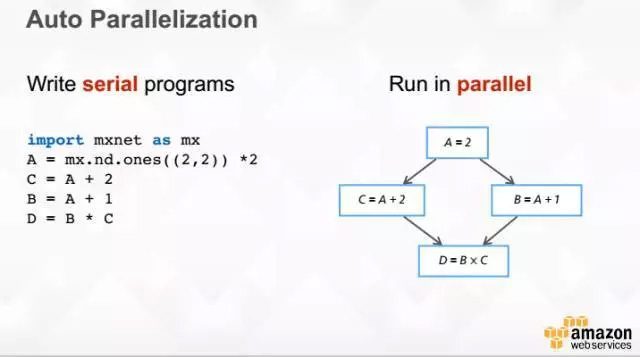 Auto Parallelization
Write serial programs
import mxnet as mx
A = mx.nd.ones((2,2)) *2
C = A + 2
B = A + 1
D = B * C
Run in parallel
A = 2
C = A + 2
B = A + 1
D = B × C
amazon
webservices